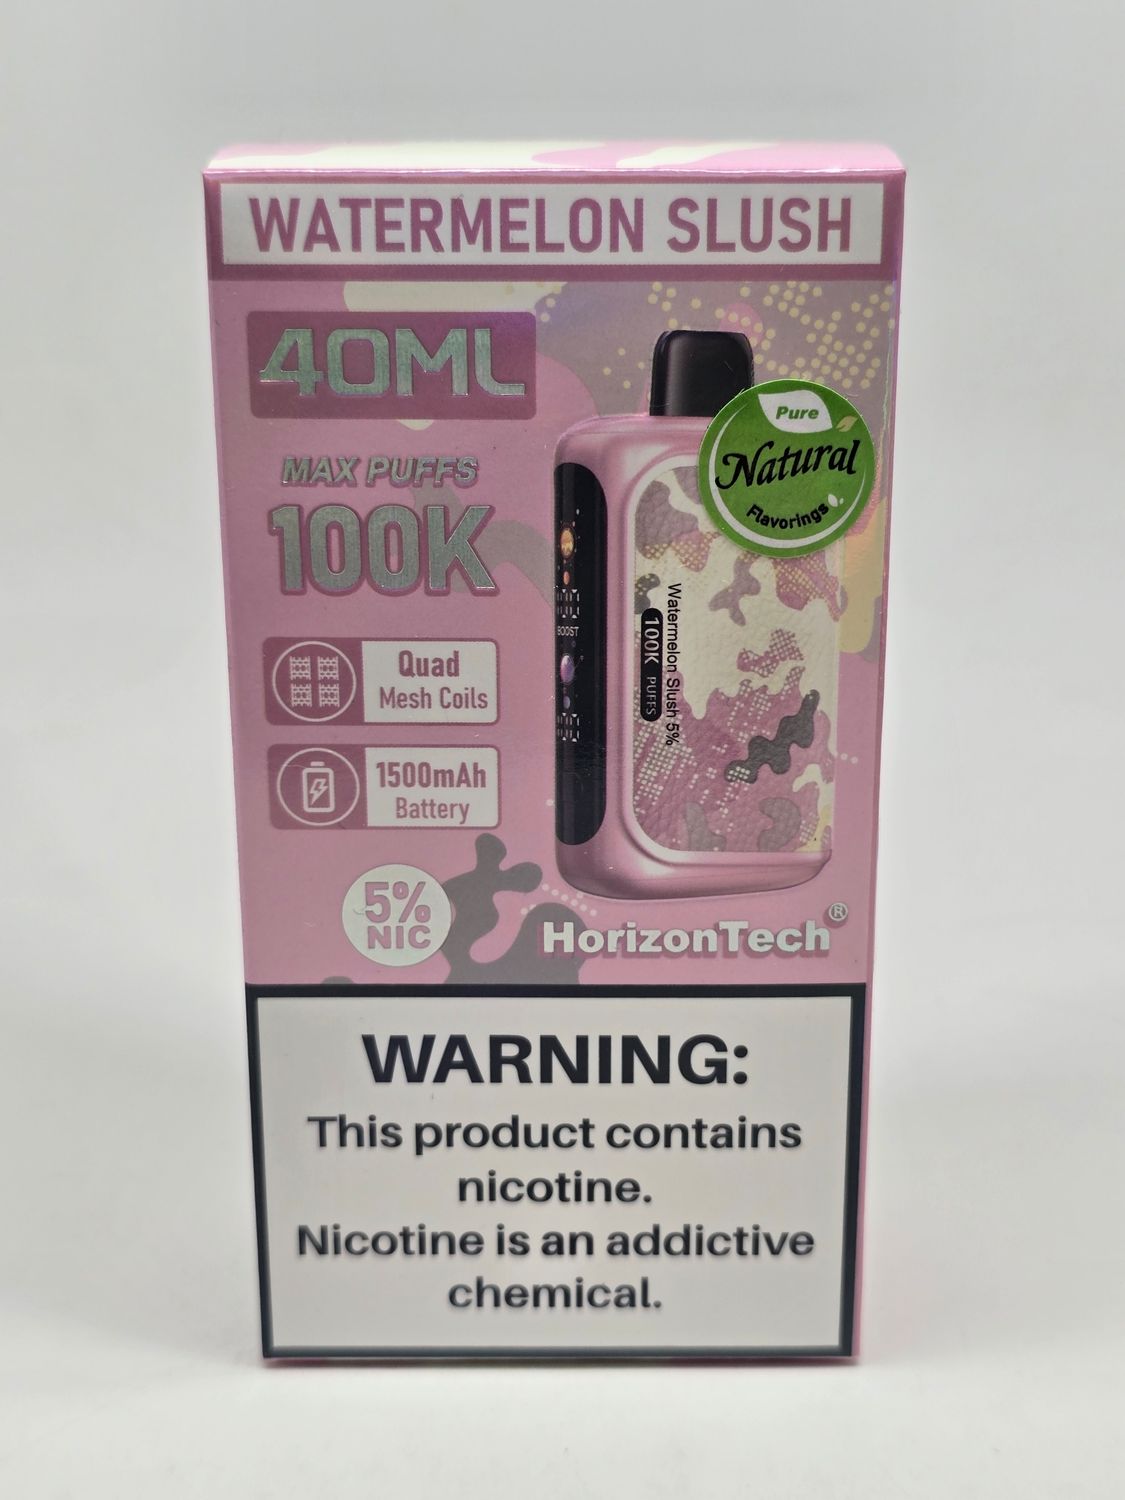 WATERMELON SLUSH
40ML
MAX PUFFS
100K
Pure
Natural
Flavorings
BOOST
Watermelon Slush 5%
100K PUFFS
Quad
Mesh Coils
1500mAh
Battery
5%
NIC
HorizonTech®
WARNING:
This product contains
nicotine.
Nicotine is an addictive
chemical.